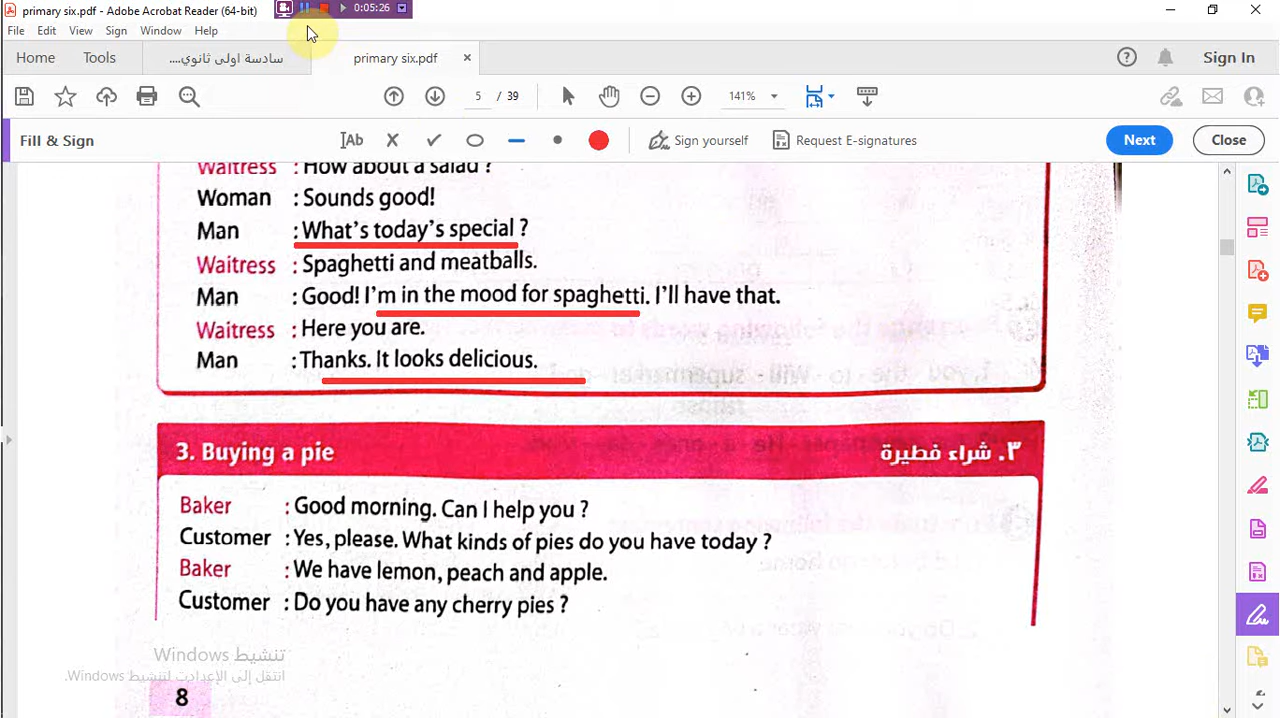 primary six.pdf - Adobe Acrobat Reader (64-bit)
0:05:26
File Edit View Sign Window Help
Home Tools سادسة اولى ثانوي.... primary six.pdf × Sign In
5 / 39 141%
Fill & Sign Ab Sign yourself Request E-signatures Next Close
Waitress : How about a salad ?
Woman : Sounds good!
Man : What's today's special ?
Waitress : Spaghetti and meatballs.
Man : Good! I'm in the mood for spaghetti. I'll have that.
Waitress : Here you are.
Man : Thanks. It looks delicious.
3. Buying a pie ٣. شراء فطيرة
Baker : Good morning. Can I help you ?
Customer : Yes, please. What kinds of pies do you have today ?
Baker : We have lemon, peach and apple.
Customer : Do you have any cherry pies ?
تنشيط Windows
انتقل إلى الإعدادت لتنشيط Windows.
8